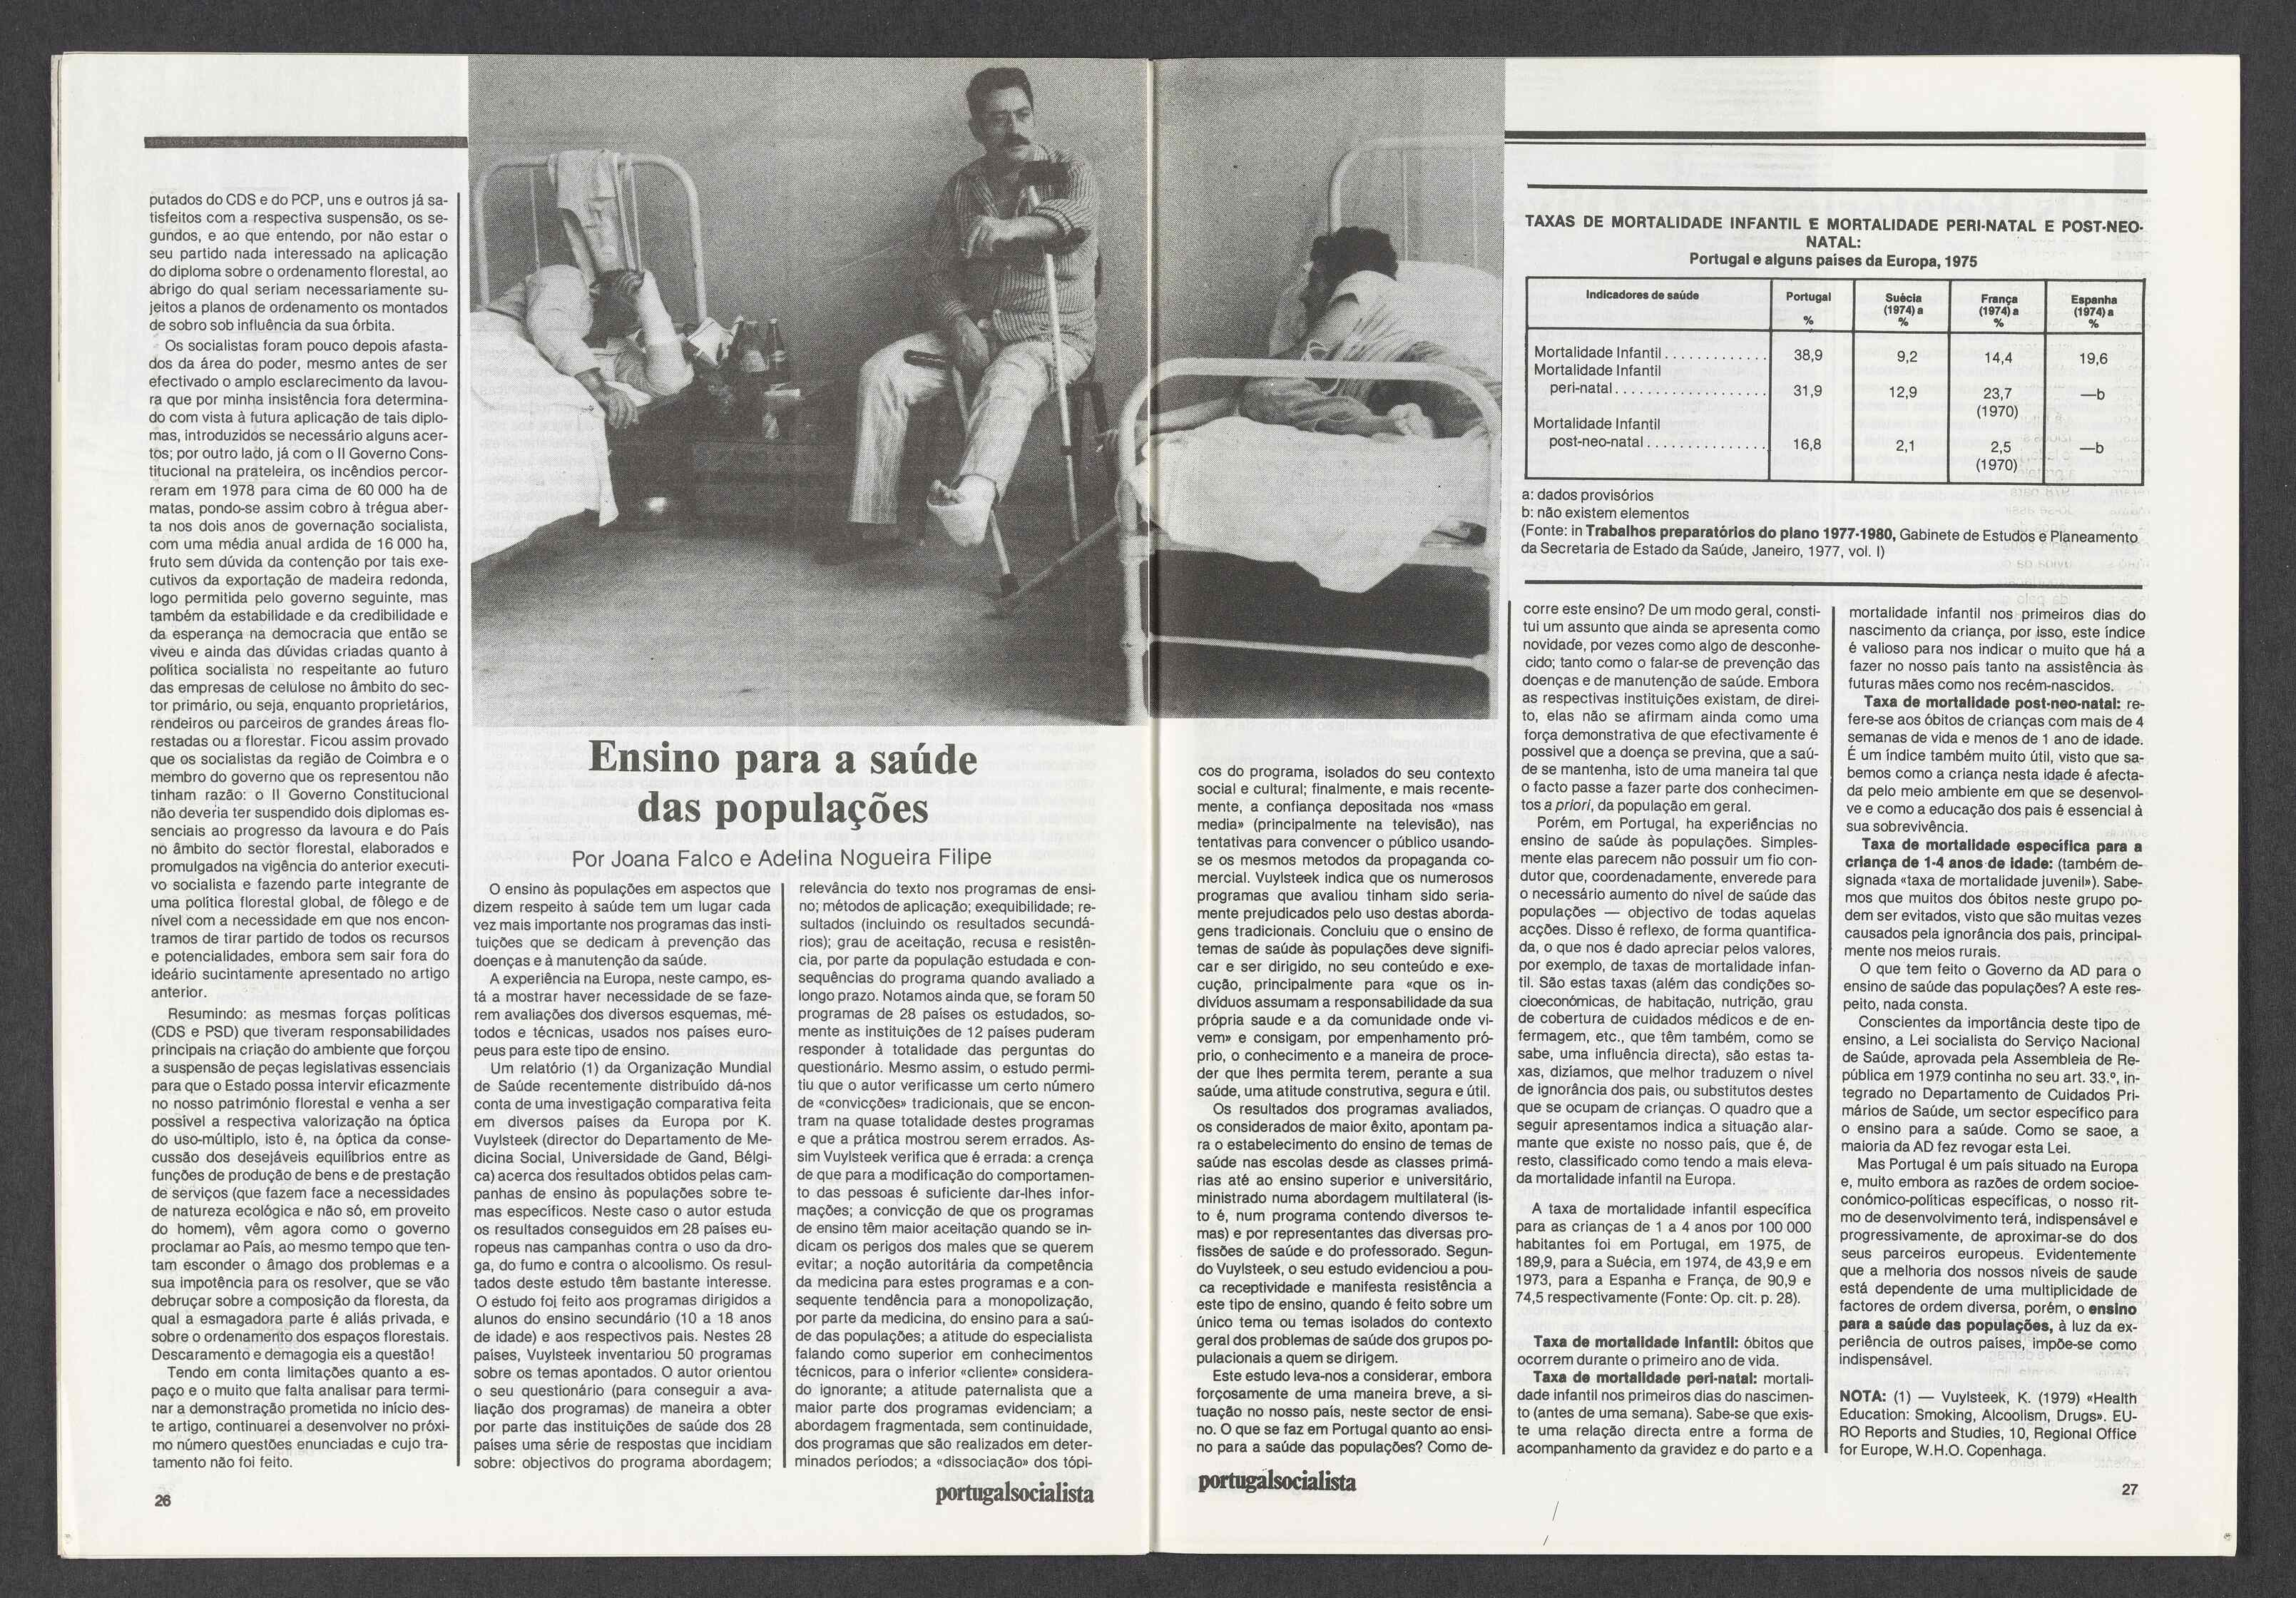 putados do CDS e do PCP, uns e outros já sa-
tisfeitos com a respectiva suspensão, os se-
gundos, e ao que entendo, por não estar o
seu partido nada interessado na aplicação
do diploma sobre o ordenamento florestal, ao
abrigo do qual seriam necessariamente su-
jeitos a planos de ordenamento os montados
de sobro sob influência da sua órbita.
Os socialistas foram pouco depois afasta-
dos da área do poder, mesmo antes de ser
efectivado o amplo esclarecimento da lavou-
ra que por minha insistência fora determina-
do com vista à futura aplicação de tais diplo-
mas, introduzidos se necessário alguns acer-
tos; por outro lado, já com o II Governo Cons-
titucional na prateleira, os incêndios percor-
reram em 1978 para cima de 60 000 ha de
matas, pondo-se assim cobro à trégua aber-
ta nos dois anos de governação socialista,
com uma média anual ardida de 16 000 ha,
fruto sem dúvida da contenção por tais exe-
cutivos da exportação de madeira redonda,
logo permitida pelo governo seguinte, mas
também da estabilidade e da credibilidade e
da esperança na democracia que então se
viveu e ainda das dúvidas criadas quanto à
política socialista no respeitante ao futuro
das empresas de celulose no âmbito do sec-
tor primário, ou seja, enquanto proprietários,
rendeiros ou parceiros de grandes áreas flo-
restadas ou a florestar. Ficou assim provado
que os socialistas da região de Coimbra e o
membro do governo que os representou não
tinham razão: o II Governo Constitucional
não deveria ter suspendido dois diplomas es-
senciais ao progresso da lavoura e do País
no âmbito do sector florestal, elaborados e
promulgados na vigência do anterior executi-
vo socialista e fazendo parte integrante de
uma política florestal global, de fôlego e de
nível com a necessidade em que nos encon-
tramos de tirar partido de todos os recursos
e potencialidades, embora sem sair fora do
ideário sucintamente apresentado no artigo
anterior.
Resumindo: as mesmas forças políticas
(CDS e PSD) que tiveram responsabilidades
principais na criação do ambiente que forçou
a suspensão de peças legislativas essenciais
para que o Estado possa intervir eficazmente
no nosso património florestal e venha a ser
possível a respectiva valorização na óptica
do uso-múltiplo, isto é, na óptica da conse-
cussão dos desejáveis equilíbrios entre as
funções de produção de bens e de prestação
de serviços (que fazem face a necessidades
de natureza ecológica e não só, em proveito
do homem), vêm agora como o governo
proclamar ao País, ao mesmo tempo que ten-
tam esconder o âmago dos problemas e a
sua impotência para os resolver, que se vão
debruçar sobre a composição da floresta, da
qual a esmagadora parte é aliás privada, e
sobre o ordenamento dos espaços florestais.
Descaramento e demagogia eis a questão!
Tendo em conta limitações quanto a es-
paço e o muito que falta analisar para termi-
nar a demonstração prometida no início des-
te artigo, continuarei a desenvolver no próxi-
mo número questões enunciadas e cujo tra-
tamento não foi feito.
26
Ensino para a saúde
das populações
Por Joana Falco e Adelina Nogueira Filipe
O ensino às populações em aspectos que
dizem respeito à saúde tem um lugar cada
vez mais importante nos programas das insti-
tuições que se dedicam à prevenção das
doenças e à manutenção da saúde.
A experiência na Europa, neste campo, es-
tá a mostrar haver necessidade de se faze-
rem avaliações dos diversos esquemas, mé-
todos e técnicas, usados nos países euro-
peus para este tipo de ensino.
Um relatório (1) da Organização Mundial
de Saúde recentemente distribuído dá-nos
conta de uma investigação comparativa feita
em diversos países da Europa por K.
Vuylsteek (director do Departamento de Me-
dicina Social, Universidade de Gand, Bélgi-
ca) acerca dos resultados obtidos pelas cam-
panhas de ensino às populações sobre te-
mas específicos. Neste caso o autor estuda
os resultados conseguidos em 28 países eu-
ropeus nas campanhas contra o uso da dro-
ga, do fumo e contra o alcoolismo. Os resul-
tados deste estudo têm bastante interesse.
O estudo foi feito aos programas dirigidos a
alunos do ensino secundário (10 a 18 anos
de idade) e aos respectivos pais. Nestes 28
países, Vuylsteek inventariou 50 programas
sobre os temas apontados. O autor orientou
o seu questionário (para conseguir a ava-
liação dos programas) de maneira a obter
por parte das instituições de saúde dos 28
países uma série de respostas que incidiam
sobre: objectivos do programa abordagem;
relevância do texto nos programas de ensi-
no; métodos de aplicação; exequibilidade; re-
sultados (incluindo os resultados secundá-
rios); grau de aceitação, recusa e resistên-
cia, por parte da população estudada e con-
sequências do programa quando avaliado a
longo prazo. Notamos ainda que, se foram 50
programas de 28 países os estudados, so-
mente as instituições de 12 países puderam
responder à totalidade das perguntas do
questionário. Mesmo assim, o estudo permi-
tiu que o autor verificasse um certo número
de «convicções» tradicionais, que se encon-
tram na quase totalidade destes programas
e que a prática mostrou serem errados. As-
sim Vuylsteek verifica que é errada: a crença
de que para a modificação do comportamen-
to das pessoas é suficiente dar-lhes infor-
mações; a convicção de que os programas
de ensino têm maior aceitação quando se in-
dicam os perigos dos males que se querem
evitar; a noção autoritária da competência
da medicina para estes programas e a con-
sequente tendência para a monopolização,
por parte da medicina, do ensino para a saú-
de das populações; a atitude do especialista
falando como superior em conhecimentos
técnicos, para o inferior «cliente» considera-
do ignorante; a atitude paternalista que a
maior parte dos programas evidenciam; a
abordagem fragmentada, sem continuidade,
dos programas que são realizados em deter-
minados períodos; a «dissociação» dos tópi-
portugalsocialista
cos do programa, isolados do seu contexto
social e cultural; finalmente, e mais recente-
mente, a confiança depositada nos «mass
media» (principalmente na televisão), nas
tentativas para convencer o público usando-
se os mesmos metodos da propaganda co-
mercial. Vuylsteek indica que os numerosos
programas que avaliou tinham sido seria-
mente prejudicados pelo uso destas aborda-
gens tradicionais. Concluiu que o ensino de
temas de saúde às populações deve signifi-
car e ser dirigido, no seu conteúdo e exe-
cução, principalmente para «que os in-
divíduos assumam a responsabilidade da sua
própria saude e a da comunidade onde vi-
vem» e consigam, por empenhamento pró-
prio, o conhecimento e a maneira de proce-
der que lhes permita terem, perante a sua
saúde, uma atitude construtiva, segura e útil.
Os resultados dos programas avaliados,
os considerados de maior êxito, apontam pa-
ra o estabelecimento do ensino de temas de
saúde nas escolas desde as classes primá-
rias até ao ensino superior e universitário,
ministrado numa abordagem multilateral (is-
to é, num programa contendo diversos te-
mas) e por representantes das diversas pro-
fissões de saúde e do professorado. Segun-
do Vuylsteek, o seu estudo evidenciou a pou-
ca receptividade e manifesta resistência a
este tipo de ensino, quando é feito sobre um
único tema ou temas isolados do contexto
geral dos problemas de saúde dos grupos po-
pulacionais a quem se dirigem.
Este estudo leva-nos a considerar, embora
forçosamente de uma maneira breve, a si-
tuação no nosso país, neste sector de ensi-
no. O que se faz em Portugal quanto ao ensi-
no para a saúde das populações? Como de-
portugalsocialista
TAXAS DE MORTALIDADE INFANTIL E MORTALIDADE PERI-NATAL E POST-NEO-
NATAL:
Portugal e alguns países da Europa, 1975
Indicadores de saúde Portugal % Suécia (1974) a % França (1974) a % Espanha (1974) a %
Mortalidade Infantil ............. 38,9 9,2 14,4 19,6
Mortalidade Infantil
peri-natal ................... 31,9 12,9 23,7 —b
(1970)
Mortalidade Infantil
post-neo-natal ............... 16,8 2,1 2,5 —b
(1970)
a: dados provisórios
b: não existem elementos
(Fonte: in Trabalhos preparatórios do plano 1977-1980, Gabinete de Estudos e Planeamento
da Secretaria de Estado da Saúde, Janeiro, 1977, vol. I)
corre este ensino? De um modo geral, consti-
tui um assunto que ainda se apresenta como
novidade, por vezes como algo de desconhe-
cido; tanto como o falar-se de prevenção das
doenças e de manutenção de saúde. Embora
as respectivas instituições existam, de direi-
to, elas não se afirmam ainda como uma
força demonstrativa de que efectivamente é
possivel que a doença se previna, que a saú-
de se mantenha, isto de uma maneira tal que
o facto passe a fazer parte dos conhecimen-
tos a priori, da população em geral.
Porém, em Portugal, ha experiências no
ensino de saúde às populações. Simples-
mente elas parecem não possuir um fio con-
dutor que, coordenadamente, enverede para
o necessário aumento do nível de saúde das
populações — objectivo de todas aquelas
acções. Disso é reflexo, de forma quantifica-
da, o que nos é dado apreciar pelos valores,
por exemplo, de taxas de mortalidade infan-
til. São estas taxas (além das condições so-
cioeconómicas, de habitação, nutrição, grau
de cobertura de cuidados médicos e de en-
fermagem, etc., que têm também, como se
sabe, uma influência directa), são estas ta-
xas, diziamos, que melhor traduzem o nível
de ignorância dos pais, ou substitutos destes
que se ocupam de crianças. O quadro que a
seguir apresentamos indica a situação alar-
mante que existe no nosso país, que é, de
resto, classificado como tendo a mais eleva-
da mortalidade infantil na Europa.
A taxa de mortalidade infantil especifica
para as crianças de 1 a 4 anos por 100 000
habitantes foi em Portugal, em 1975, de
189,9, para a Suécia, em 1974, de 43,9 e em
1973, para a Espanha e França, de 90,9 e
74,5 respectivamente (Fonte: Op. cit. p. 28).
Taxa de mortalidade infantil: óbitos que
ocorrem durante o primeiro ano de vida.
Taxa de mortalidade peri-natal: mortali-
dade infantil nos primeiros dias do nascimen-
to (antes de uma semana). Sabe-se que exis-
te uma relação directa entre a forma de
acompanhamento da gravidez e do parto e a
mortalidade infantil nos primeiros dias do
nascimento da criança, por isso, este índice
é valioso para nos indicar o muito que há a
fazer no nosso país tanto na assistência às
futuras mães como nos recém-nascidos.
Taxa de mortalidade post-neo-natal: re-
fere-se aos óbitos de crianças com mais de 4
semanas de vida e menos de 1 ano de idade.
É um índice também muito útil, visto que sa-
bemos como a criança nesta idade é afecta-
da pelo meio ambiente em que se desenvol-
ve e como a educação dos pais é essencial à
sua sobrevivência.
Taxa de mortalidade específica para a
criança de 1-4 anos de idade: (também de-
signada «taxa de mortalidade juvenil»). Sabe-
mos que muitos dos óbitos neste grupo po-
dem ser evitados, visto que são muitas vezes
causados pela ignorância dos pais, principal-
mente nos meios rurais.
O que tem feito o Governo da AD para o
ensino de saúde das populações? A este res-
peito, nada consta.
Conscientes da importância deste tipo de
ensino, a Lei socialista do Serviço Nacional
de Saúde, aprovada pela Assembleia de Re-
pública em 1979 continha no seu art. 33.º, in-
tegrado no Departamento de Cuidados Pri-
mários de Saúde, um sector específico para
o ensino para a saúde. Como se saoe, a
maioria da AD fez revogar esta Lei.
Mas Portugal é um país situado na Europa
e, muito embora as razões de ordem socioe-
conómico-políticas específicas, o nosso rit-
mo de desenvolvimento terá, indispensável e
progressivamente, de aproximar-se do dos
seus parceiros europeus. Evidentemente
que a melhoria dos nossos níveis de saude
está dependente de uma multiplicidade de
factores de ordem diversa, porém, o ensino
para a saúde das populações, à luz da ex-
periência de outros países, impõe-se como
indispensável.
NOTA: (1) — Vuylsteek, K. (1979) «Health
Education: Smoking, Alcoolism, Drugs». EU-
RO Reports and Studies, 10, Regional Office
for Europe, W.H.O. Copenhaga.
27